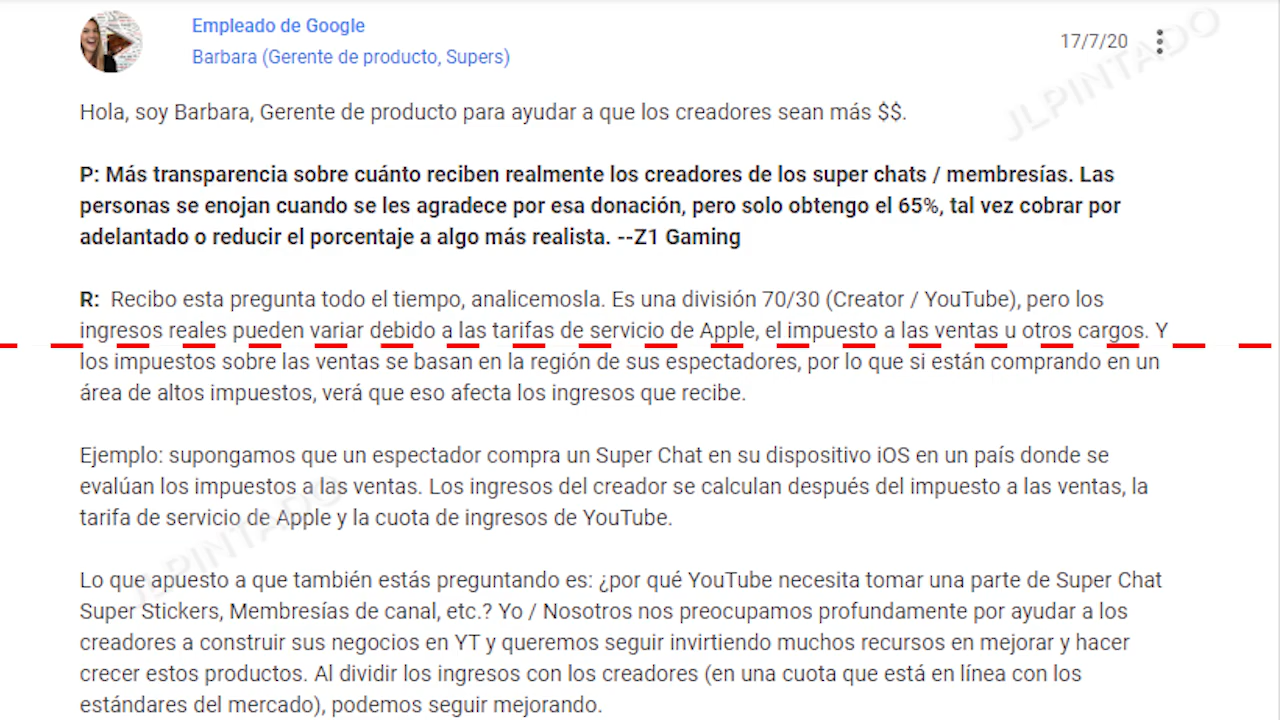 Empleado de Google
Barbara (Gerente de producto, Supers)
17/7/20
JLPINTADO
Hola, soy Barbara, Gerente de producto para ayudar a que los creadores sean más $$.
P: Más transparencia sobre cuánto reciben realmente los creadores de los super chats / membresías. Las
personas se enojan cuando se les agradece por esa donación, pero solo obtengo el 65%, tal vez cobrar por
adelantado o reducir el porcentaje a algo más realista. --Z1 Gaming
R: Recibo esta pregunta todo el tiempo, analicemosla. Es una división 70/30 (Creator / YouTube), pero los
ingresos reales pueden variar debido a las tarifas de servicio de Apple, el impuesto a las ventas u otros cargos. Y
los impuestos sobre las ventas se basan en la región de sus espectadores, por lo que si están comprando en un
área de altos impuestos, verá que eso afecta los ingresos que recibe.
Ejemplo: supongamos que un espectador compra un Super Chat en su dispositivo iOS en un país donde se
evalúan los impuestos a las ventas. Los ingresos del creador se calculan después del impuesto a las ventas, la
tarifa de servicio de Apple y la cuota de ingresos de YouTube.
JLPINTADO
Lo que apuesto a que también estás preguntando es: ¿por qué YouTube necesita tomar una parte de Super Chat
Super Stickers, Membresías de canal, etc.? Yo / Nosotros nos preocupamos profundamente por ayudar a los
creadores a construir sus negocios en YT y queremos seguir invirtiendo muchos recursos en mejorar y hacer
crecer estos productos. Al dividir los ingresos con los creadores (en una cuota que está en línea con los
estándares del mercado), podemos seguir mejorando.